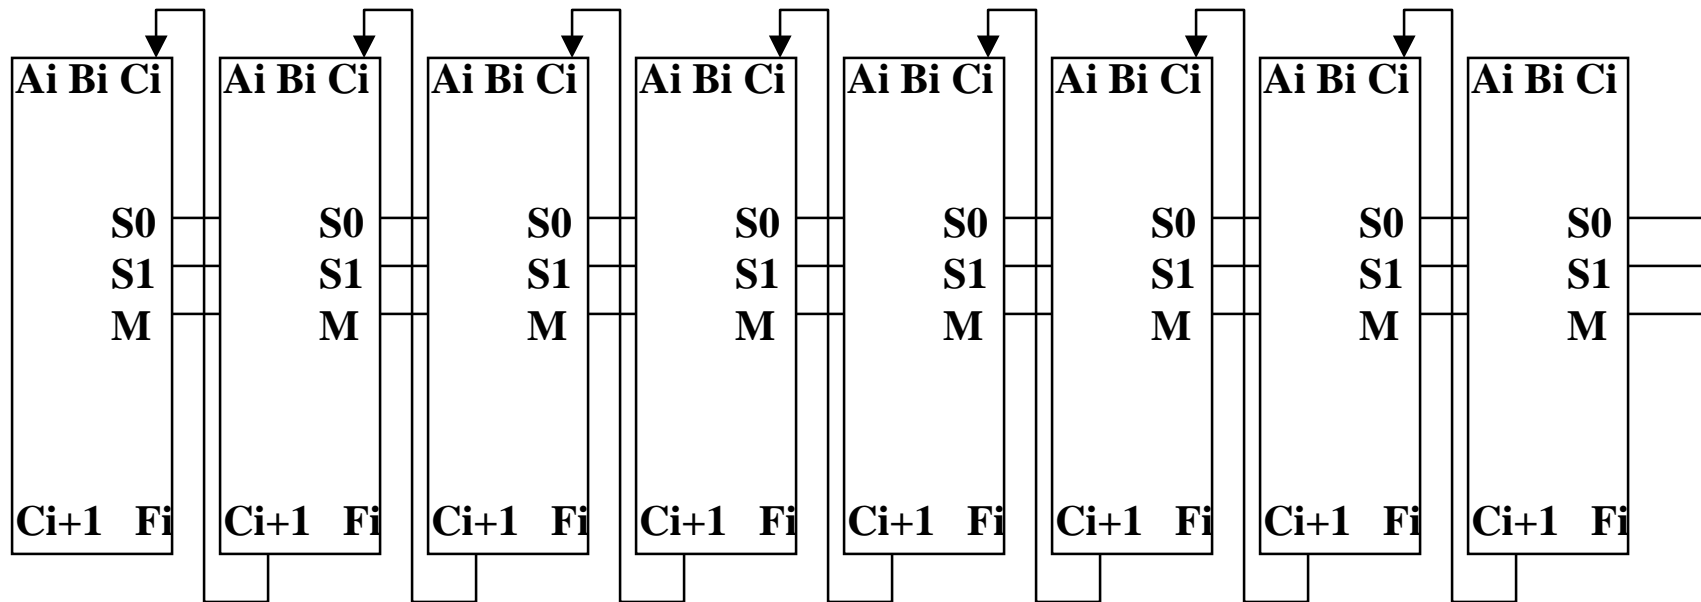 Ai Bi Ci Ai Bi Ci Ai Bi Ci Ai Bi Ci Ai Bi Ci Ai Bi Ci Ai Bi Ci Ai Bi Ci
S0 S0 S0 S0 S0 S0 S0 S0
S1 S1 S1 S1 S1 S1 S1 S1
M M M M M M M M
Ci+1 Fi Ci+1 Fi Ci+1 Fi Ci+1 Fi Ci+1 Fi Ci+1 Fi Ci+1 Fi Ci+1 Fi